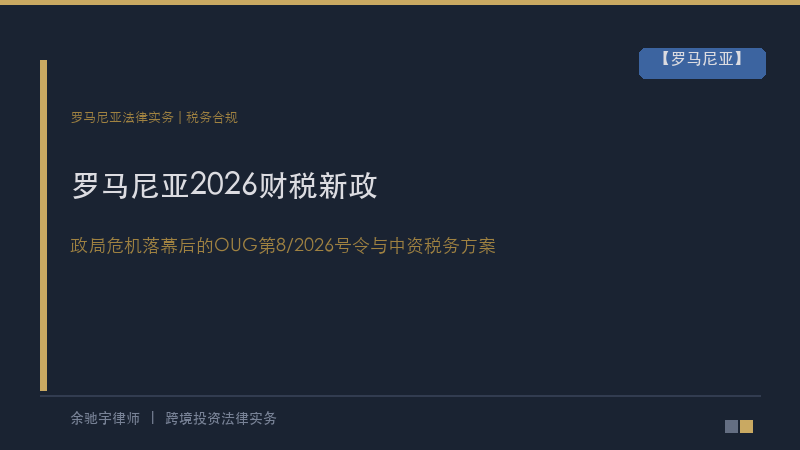 【罗马尼亚】
罗马尼亚法律实务 | 税务合规
罗马尼亚2026财税新政
政局危机落幕后的OUG第8/2026号令与中资税务方案
余驰宇律师 | 跨境投资法律实务